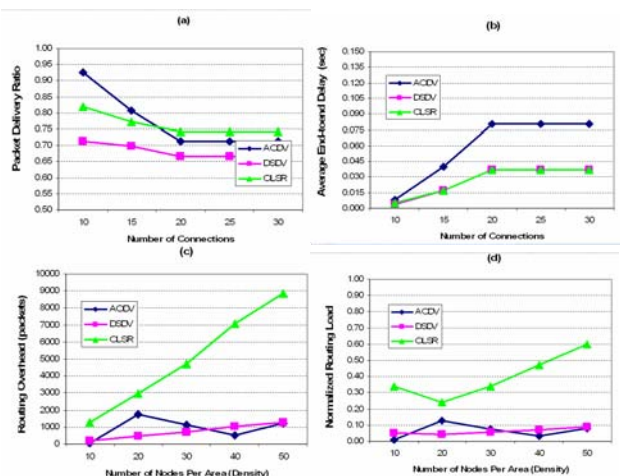 (a)
Packet Delivery Ratio
1.00
0.95
0.90
0.85
0.80
0.75
0.70
0.65
0.60
0.55
0.50
AODV
DSDV
OLSR
10 15 20 25 30
Number of Connections
(b)
Average End-to-end Delay (sec)
0.150
0.135
0.120
0.105
0.090
0.075
0.060
0.045
0.030
0.015
0.000
AODV
DSDV
OLSR
10 15 20 25 30
Number of Connections
(c)
Routing Overhead (packets)
10000
9000
8000
7000
6000
5000
4000
3000
2000
1000
0
AODV
DSDV
OLSR
10 20 30 40 50
Number of Nodes Per Area (Density)
(d)
Normalized Routing Load
1.00
0.90
0.80
0.70
0.60
0.50
0.40
0.30
0.20
0.10
0.00
AODV
DSDV
OLSR
10 20 30 40 50
Number of Nodes Per Area (Density)